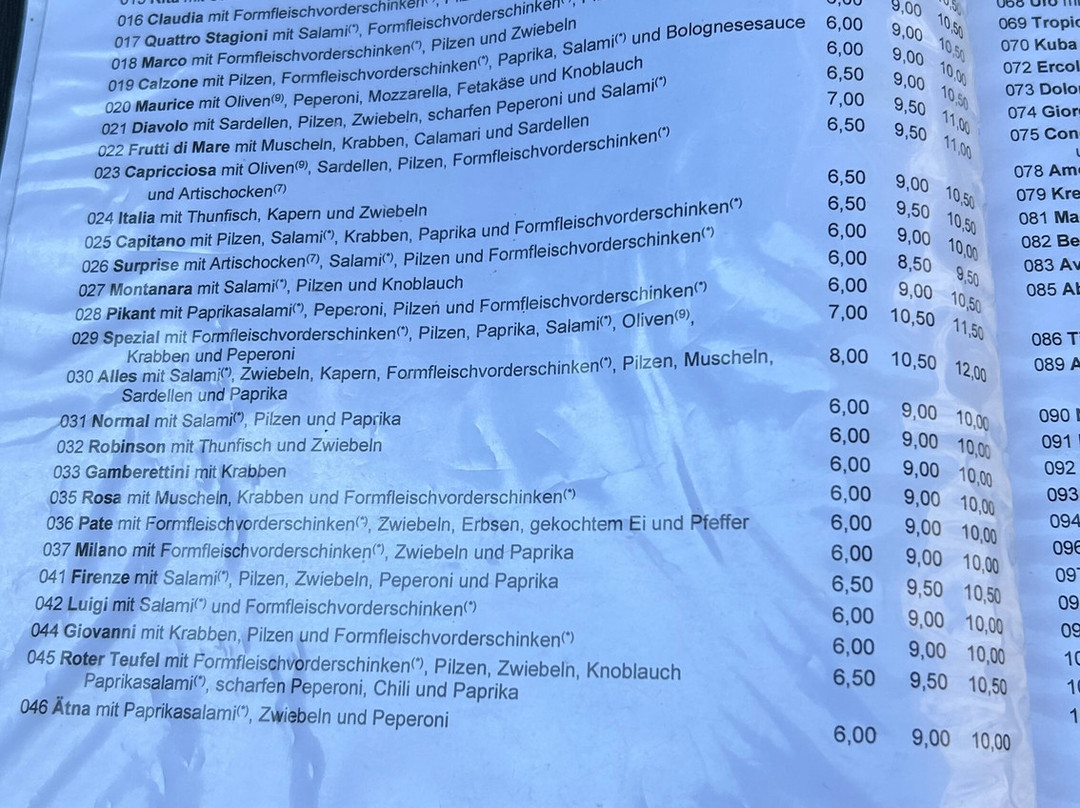 016 Claudia mit Formfleischvorderschinken(*),
017 Quattro Stagioni mit Salami(*), Formfleischvorderschinken(*),
018 Marco mit Formfleischvorderschinken(*), Pilzen und Zwiebeln
019 Calzone mit Pilzen, Formfleischvorderschinken(*), Paprika, Salami(*) und Bolognesesauce 6,00 9,00 10,50
020 Maurice mit Oliven(9), Peperoni, Mozzarella, Fetakäse und Knoblauch 6,00 9,00 10,00
021 Diavolo mit Sardellen, Pilzen, Zwiebeln, scharfen Peperoni und Salami(*) 6,50 9,00 10,50
022 Frutti di Mare mit Muscheln, Krabben, Calamari und Sardellen 7,00 9,50 11,00
023 Capricciosa mit Oliven(9), Sardellen, Pilzen, Formfleischvorderschinken(*) 6,50 9,50 11,00
und Artischocken(7)
024 Italia mit Thunfisch, Kapern und Zwiebeln 6,50 9,00 10,50
025 Capitano mit Pilzen, Salami(*), Krabben, Paprika und Formfleischvorderschinken(*) 6,50 9,50 10,50
026 Surprise mit Artischocken(7), Salami(*), Pilzen und Formfleischvorderschinken(*) 6,00 9,00 10,00
027 Montanara mit Salami(*), Pilzen und Knoblauch 6,00 8,50 9,50
028 Pikant mit Paprikasalami(*), Peperoni, Pilzen und Formfleischvorderschinken(*) 6,00 9,00 10,50
029 Spezial mit Formfleischvorderschinken(*), Pilzen, Paprika, Salami(*), Oliven(9), 7,00 10,50 11,50
Krabben und Peperoni
030 Alles mit Salami(*), Zwiebeln, Kapern, Formfleischvorderschinken(*), Pilzen, Muscheln, 8,00 10,50 12,00
Sardellen und Paprika
031 Normal mit Salami(*), Pilzen und Paprika 6,00 9,00 10,00
032 Robinson mit Thunfisch und Zwiebeln 6,00 9,00 10,00
033 Gamberettini mit Krabben 6,00 9,00 10,00
035 Rosa mit Muscheln, Krabben und Formfleischvorderschinken(*) 6,00 9,00 10,00
036 Pate mit Formfleischvorderschinken(*), Zwiebeln, Erbsen, gekochtem Ei und Pfeffer 6,00 9,00 10,00
037 Milano mit Formfleischvorderschinken(*), Zwiebeln und Paprika 6,00 9,00 10,00
041 Firenze mit Salami(*), Pilzen, Zwiebeln, Peperoni und Paprika 6,50 9,50 10,50
042 Luigi mit Salami(*) und Formfleischvorderschinken(*) 6,00 9,00 10,00
044 Giovanni mit Krabben, Pilzen und Formfleischvorderschinken(*) 6,00 9,00 10,00
045 Roter Teufel mit Formfleischvorderschinken(*), Pilzen, Zwiebeln, Knoblauch 6,50 9,50 10,50
Paprikasalami(*), scharfen Peperoni, Chili und Paprika
046 Ätna mit Paprikasalami(*), Zwiebeln und Peperoni 6,00 9,00 10,00
069
070 Kuba
072
073
074
075
078
079
081
082
083
085
086
089
090
091
092
093